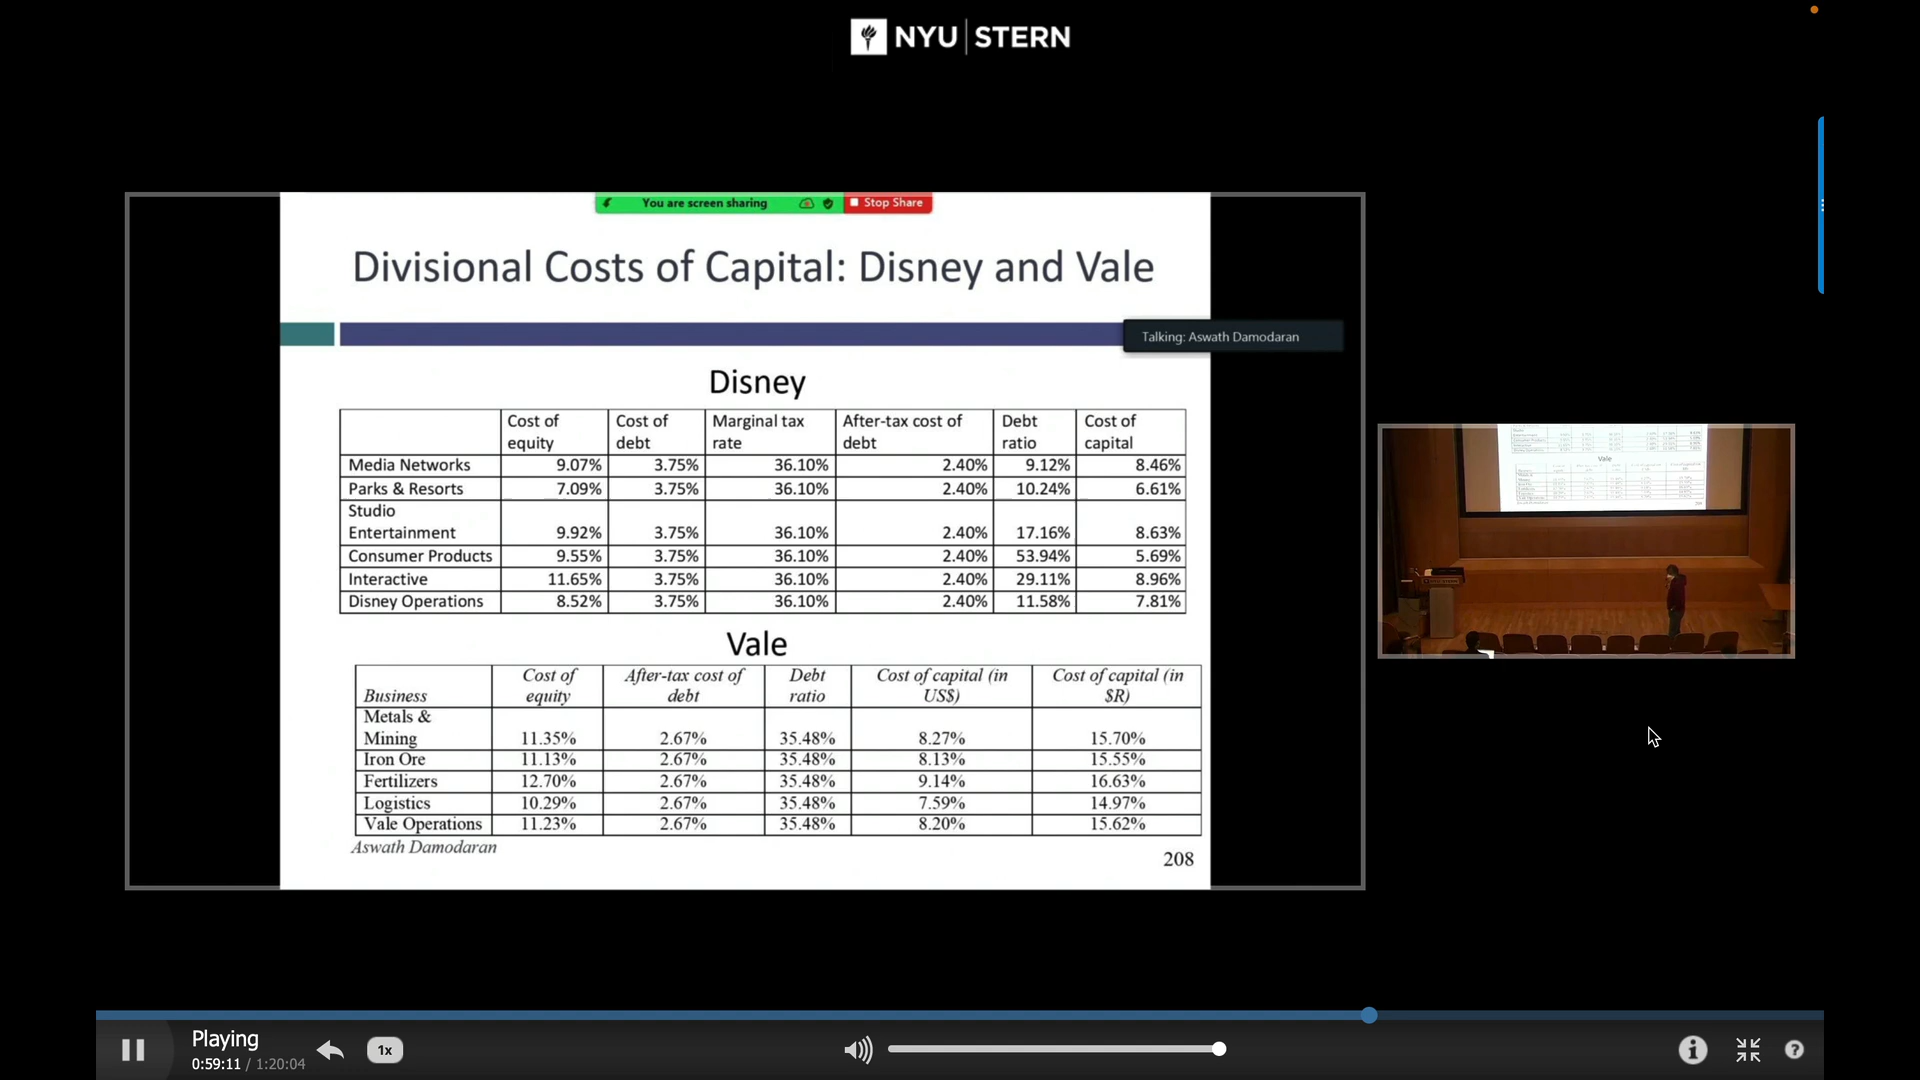 NYU | STERN
You are screen sharing Stop Share
Divisional Costs of Capital: Disney and Vale
Talking: Aswath Damodaran
Disney
Cost of equity Cost of debt Marginal tax rate After-tax cost of debt Debt ratio Cost of capital
Media Networks 9.07% 3.75% 36.10% 2.40% 9.12% 8.46%
Parks & Resorts 7.09% 3.75% 36.10% 2.40% 10.24% 6.61%
Studio Entertainment 9.92% 3.75% 36.10% 2.40% 17.16% 8.63%
Consumer Products 9.55% 3.75% 36.10% 2.40% 53.94% 5.69%
Interactive 11.65% 3.75% 36.10% 2.40% 29.11% 8.96%
Disney Operations 8.52% 3.75% 36.10% 2.40% 11.58% 7.81%
Vale
Business Cost of equity After-tax cost of debt Debt ratio Cost of capital (in US$) Cost of capital (in $R)
Metals & Mining 11.35% 2.67% 35.48% 8.27% 15.70%
Iron Ore 11.13% 2.67% 35.48% 8.13% 15.55%
Fertilizers 12.70% 2.67% 35.48% 9.14% 16.63%
Logistics 10.29% 2.67% 35.48% 7.59% 14.97%
Vale Operations 11.23% 2.67% 35.48% 8.20% 15.62%
Aswath Damodaran
208
Vale
Playing
0:59:11 / 1:20:04
1x